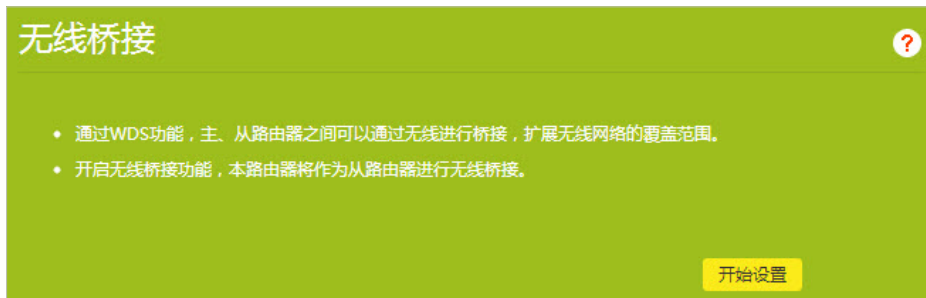 无线桥接
?
• 通过WDS功能，主、从路由器之间可以通过无线进行桥接，扩展无线网络的覆盖范围。
• 开启无线桥接功能，本路由器将作为从路由器进行无线桥接。
开始设置